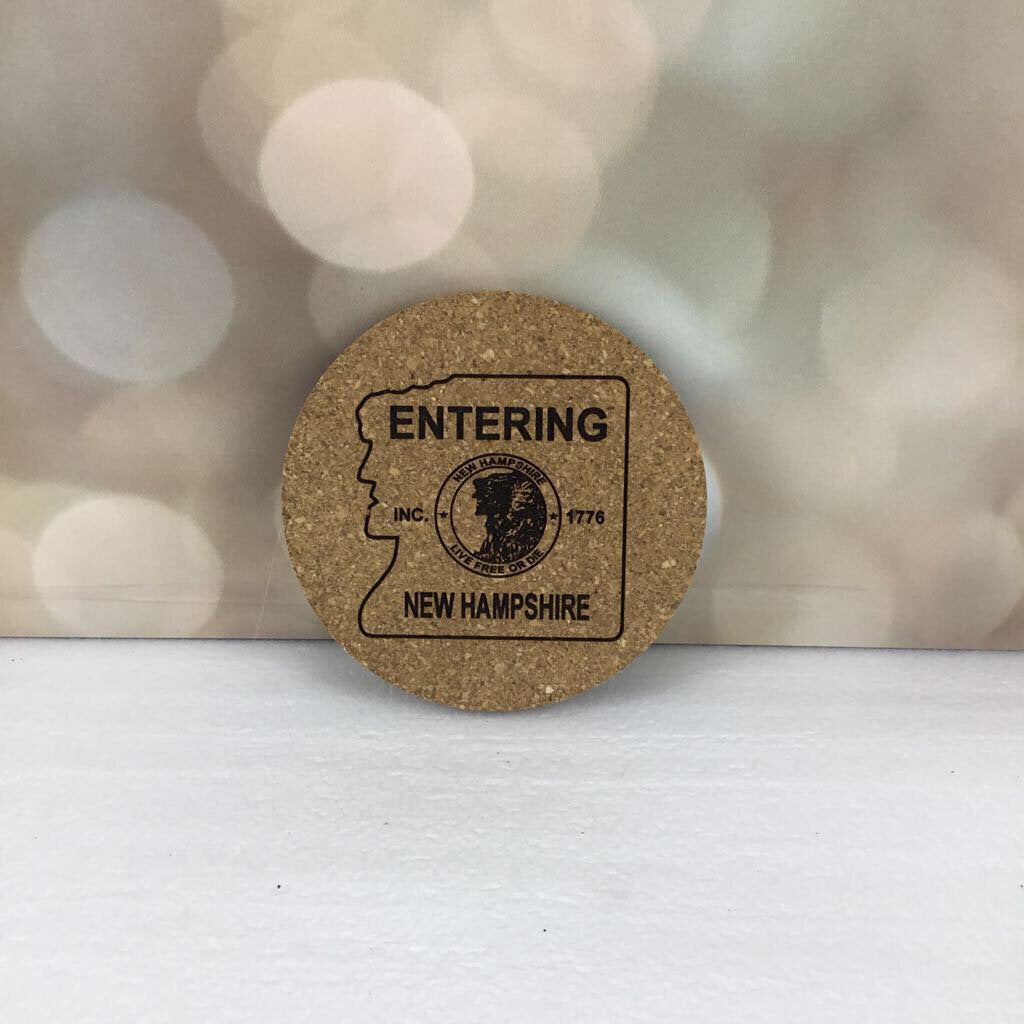 ENTERING
NEW HAMPSHIRE
INC. ★ ★ 1776
LIVE FREE OR DIE
NEW HAMPSHIRE